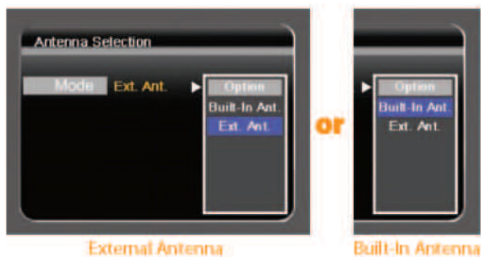 Antenna Selection
Mode Ext. Ant. Option
Built-In Ant.
Ext. Ant.
or
Option
Built-In Ant.
Ext. Ant.
External Antenna
Built-In Antenna